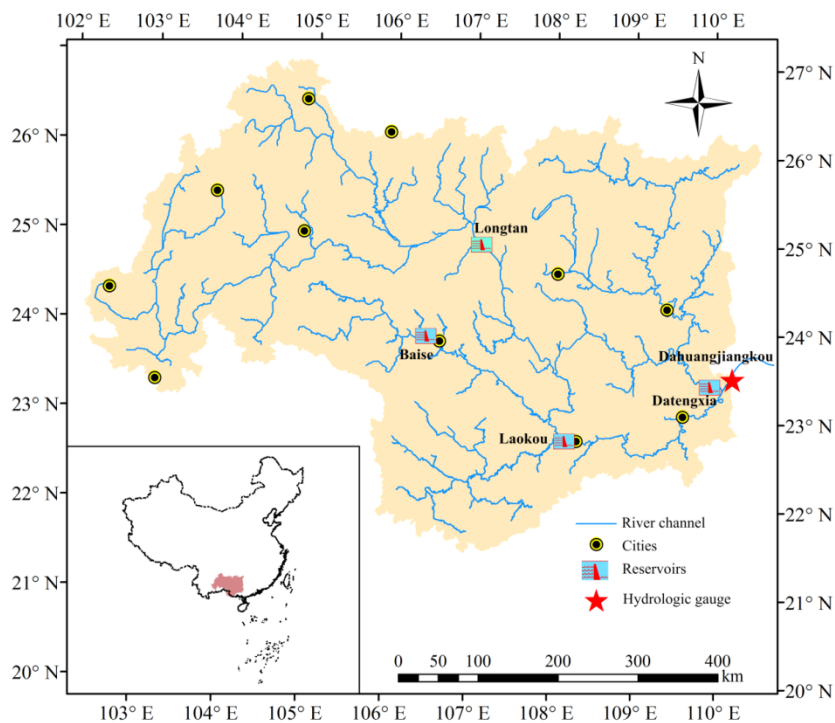 102° E 103° E 104° E 105° E 106° E 107° E 108° E 109° E 110° E
N
27° N
26° N
26° N
25° N
Longtan
25° N
24° N
24° N
Dahuangjiangkou
Baise
23° N
Datengxia
Laokou
23° N
22° N
22° N
River channel
Cities
21° N
Reservoirs
Hydrologic gauge
21° N
20° N
0 50 100 200 300 400
km
20° N
103° E 104° E 105° E 106° E 107° E 108° E 109° E 110° E